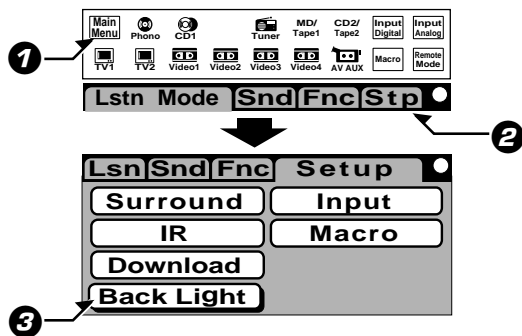 Main Menu Phono CD1 Tuner MD/ Tape1 CD2/ Tape2 Input Digital Input Analog
TV1 TV2 Video1 Video2 Video3 Video4 AV AUX Macro Remote Mode
1
Lstn Mode Snd Fnc Stp
2
Lsn Snd Fnc Setup
Surround Input
IR Macro
Download
Back Light
3